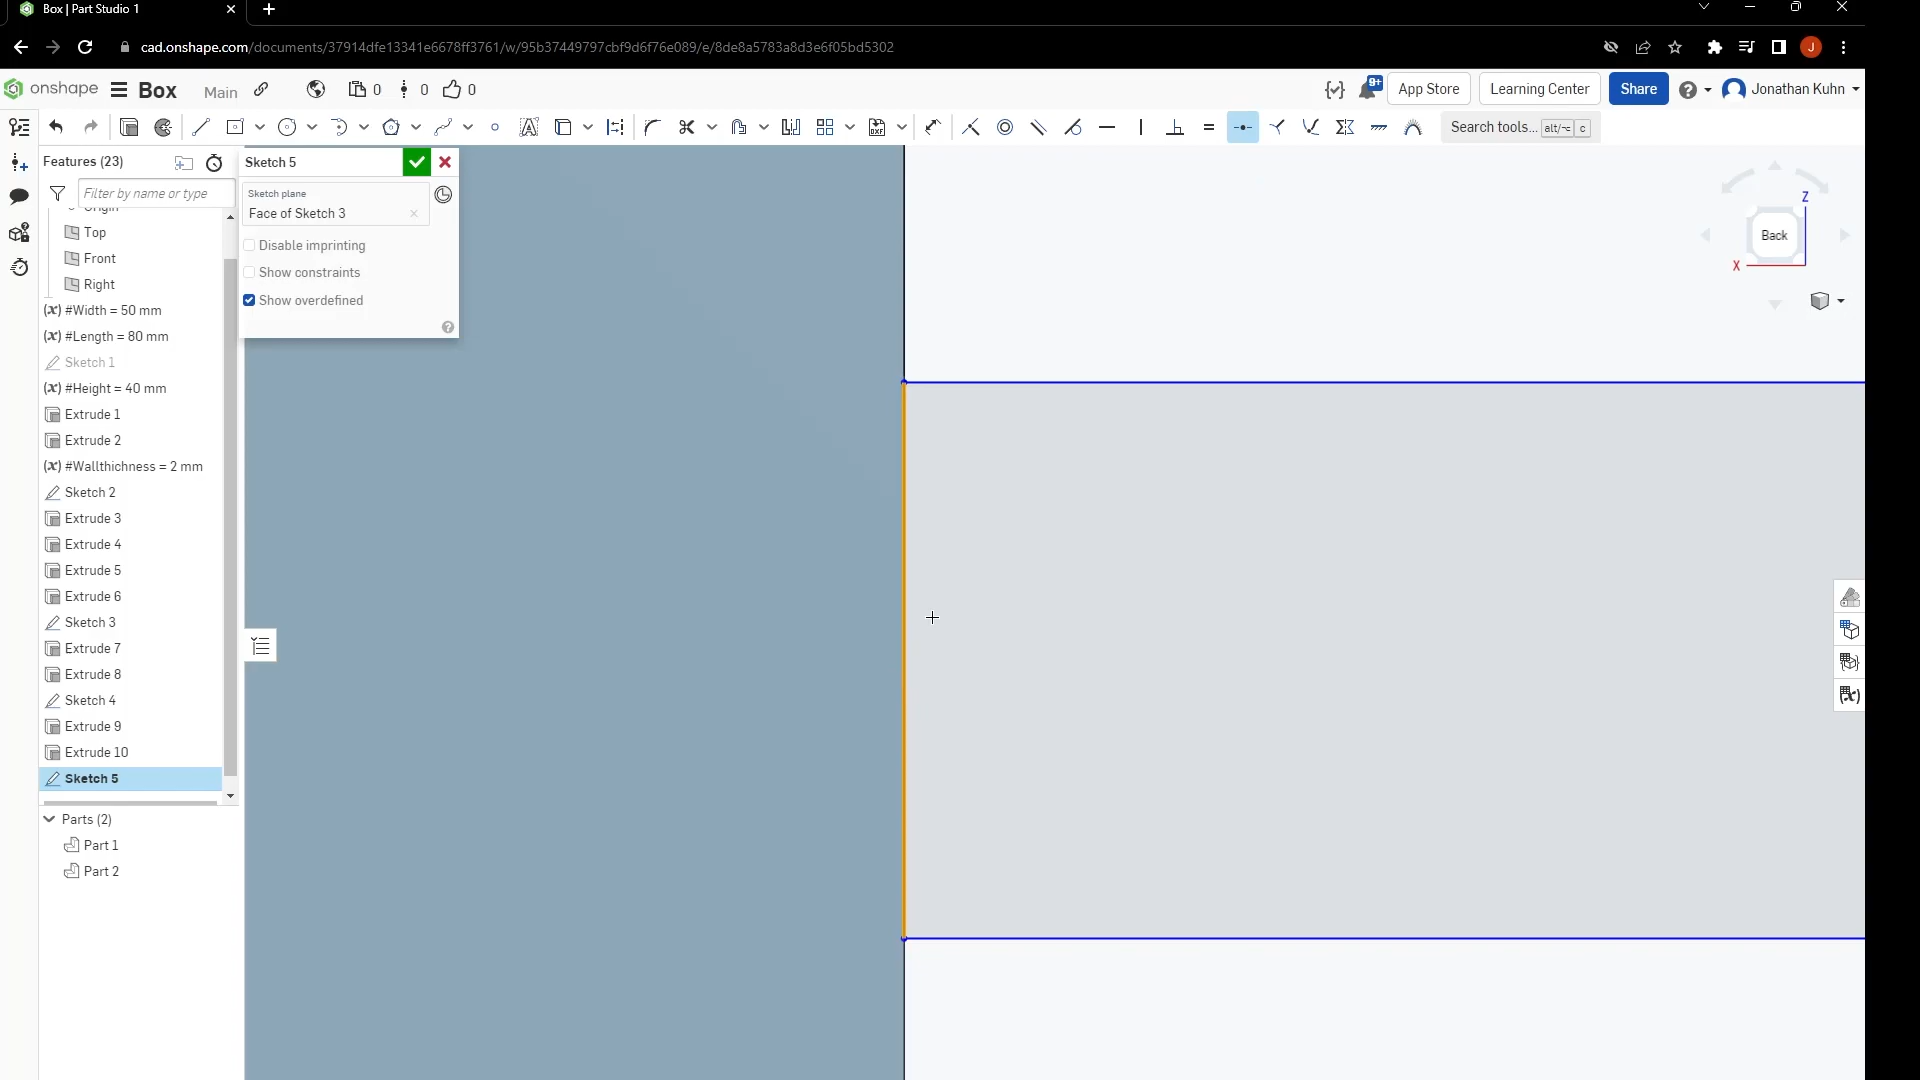 Box | Part Studio 1
cad.onshape.com/documents/37914dfe13341e6678ff3761/w/95b37449797cbf9d6f76e089/e/8de8a5783a8d3e6f05bd5302
J
onshape
Box
Main
0
0
0
9+
App Store
Learning Center
Share
Jonathan Kuhn
Search tools... alt/⌥ c
Features (23)
Filter by name or type
Origin
Top
Front
Right
(x) #Width = 50 mm
(x) #Length = 80 mm
Sketch 1
(x) #Height = 40 mm
Extrude 1
Extrude 2
(x) #Wallthichness = 2 mm
Sketch 2
Extrude 3
Extrude 4
Extrude 5
Extrude 6
Sketch 3
Extrude 7
Extrude 8
Sketch 4
Extrude 9
Extrude 10
Sketch 5
Parts (2)
Part 1
Part 2
Sketch 5
Sketch plane
Face of Sketch 3
Disable imprinting
Show constraints
Show overdefined
Z
Back
X
(x)